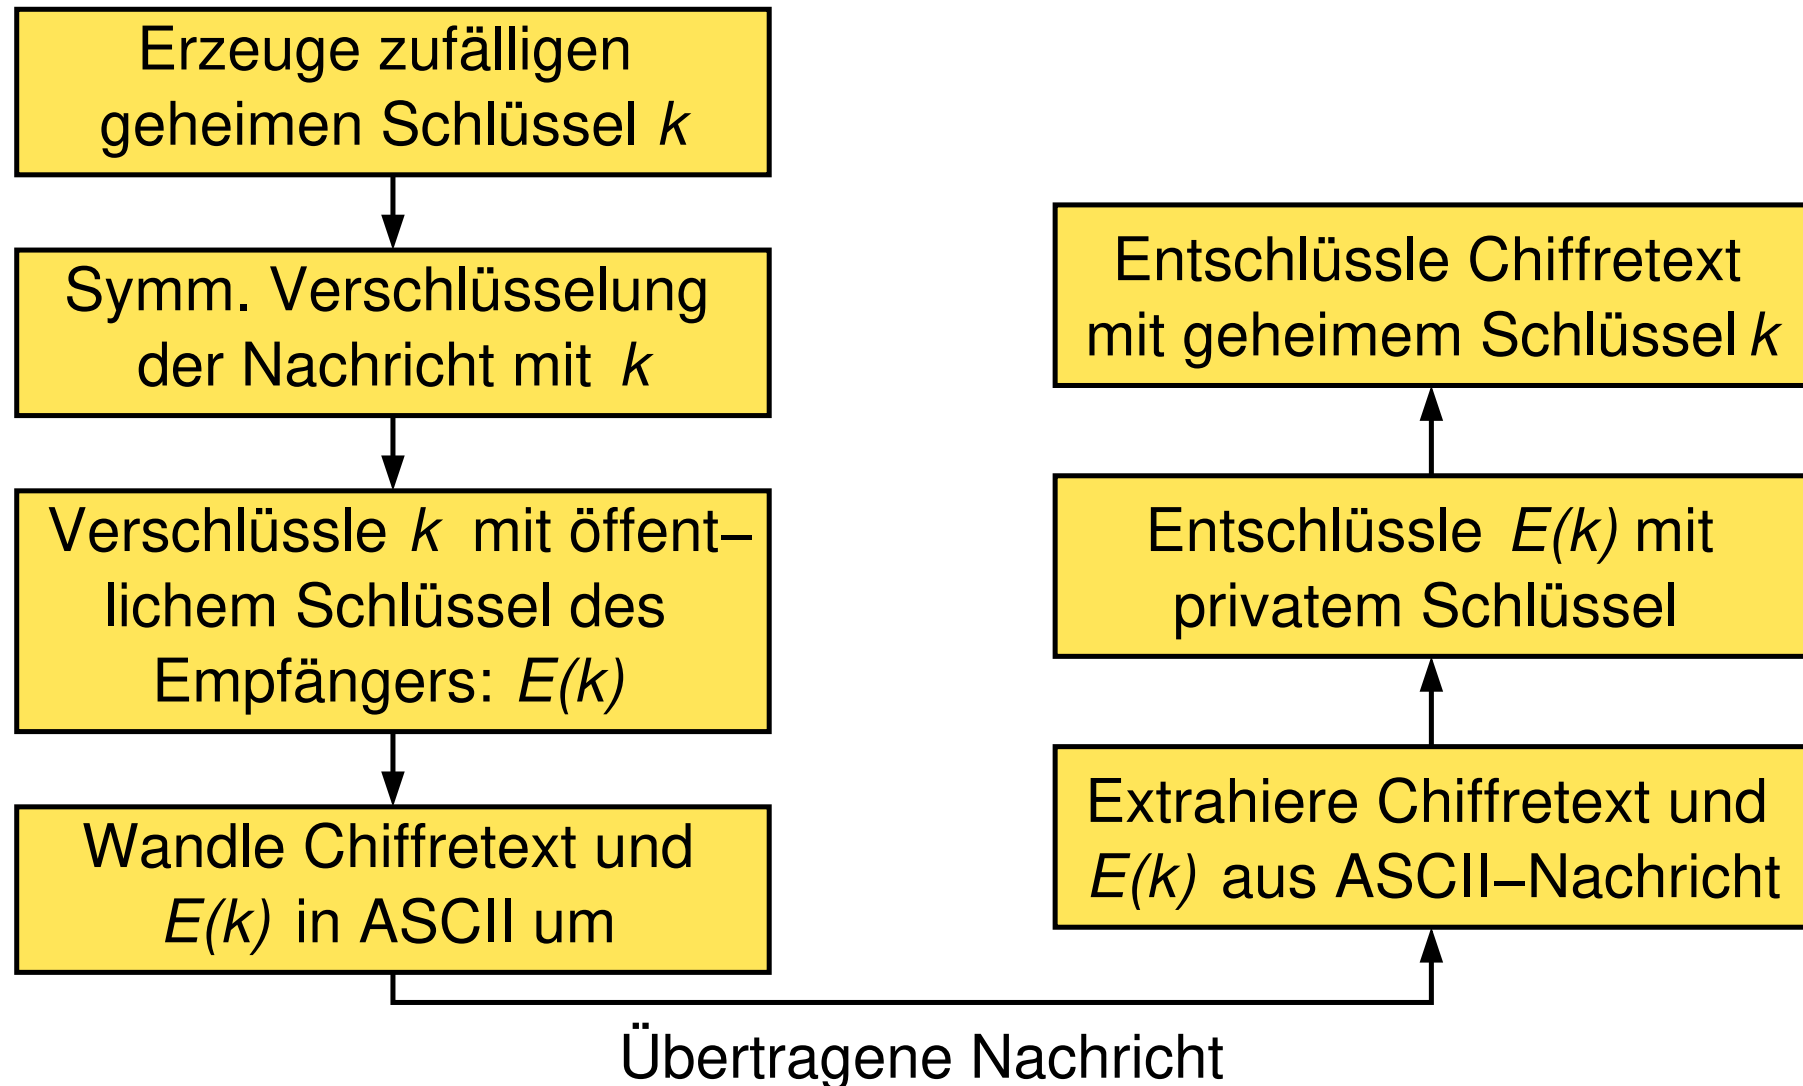 Erzeuge zufälligen
geheimen Schlüssel k
Symm. Verschlüsselung
der Nachricht mit k
Verschlüssle k mit öffent–
lichem Schlüssel des
Empfängers: E(k)
Wandle Chiffretext und
E(k) in ASCII um
Übertragene Nachricht
Extrahiere Chiffretext und
E(k) aus ASCII–Nachricht
Entschlüssle E(k) mit
privatem Schlüssel
Entschlüssle Chiffretext
mit geheimem Schlüssel k